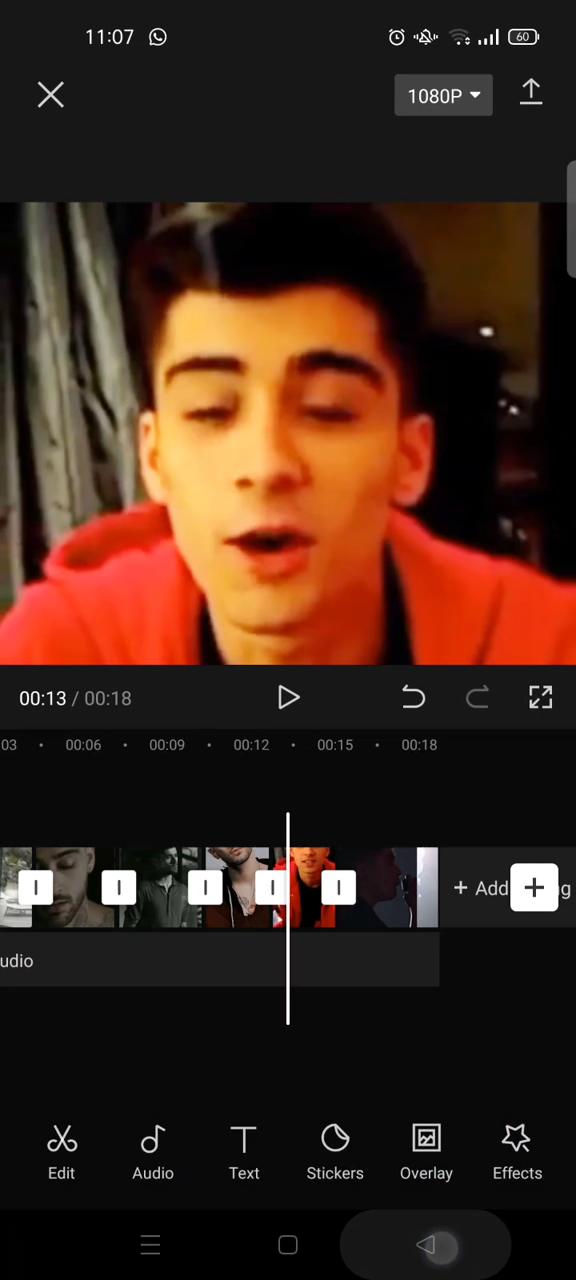 11:07 60
1080P
00:13 / 00:18
03 00:06 00:09 00:12 00:15 00:18
+ Add g
udio
Edit Audio Text Stickers Overlay Effects